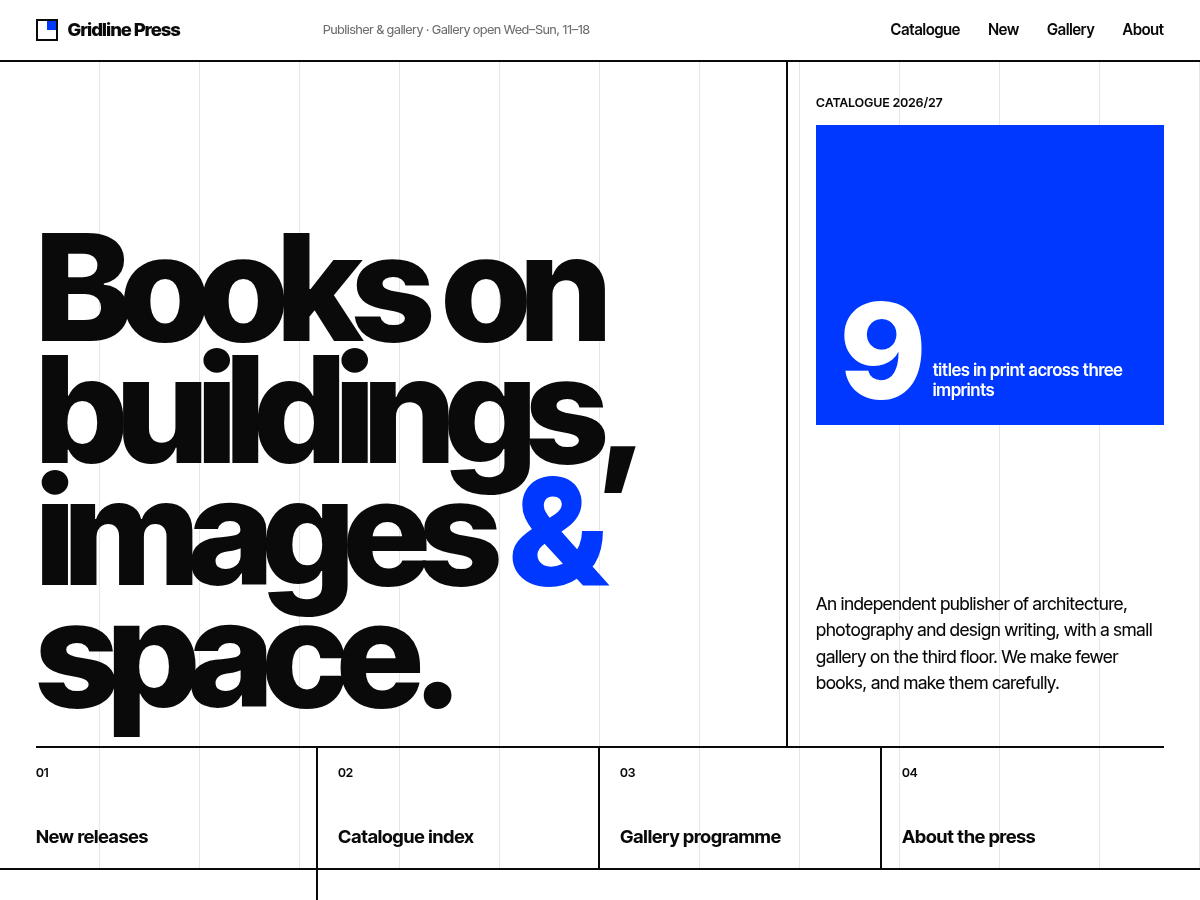 Gridline Press
Publisher & gallery · Gallery open Wed–Sun, 11–18
Catalogue New Gallery About
CATALOGUE 2026/27
9 titles in print across three
imprints
Books on
buildings,
images &
space.
An independent publisher of architecture,
photography and design writing, with a small
gallery on the third floor. We make fewer
books, and make them carefully.
01
New releases
02
Catalogue index
03
Gallery programme
04
About the press